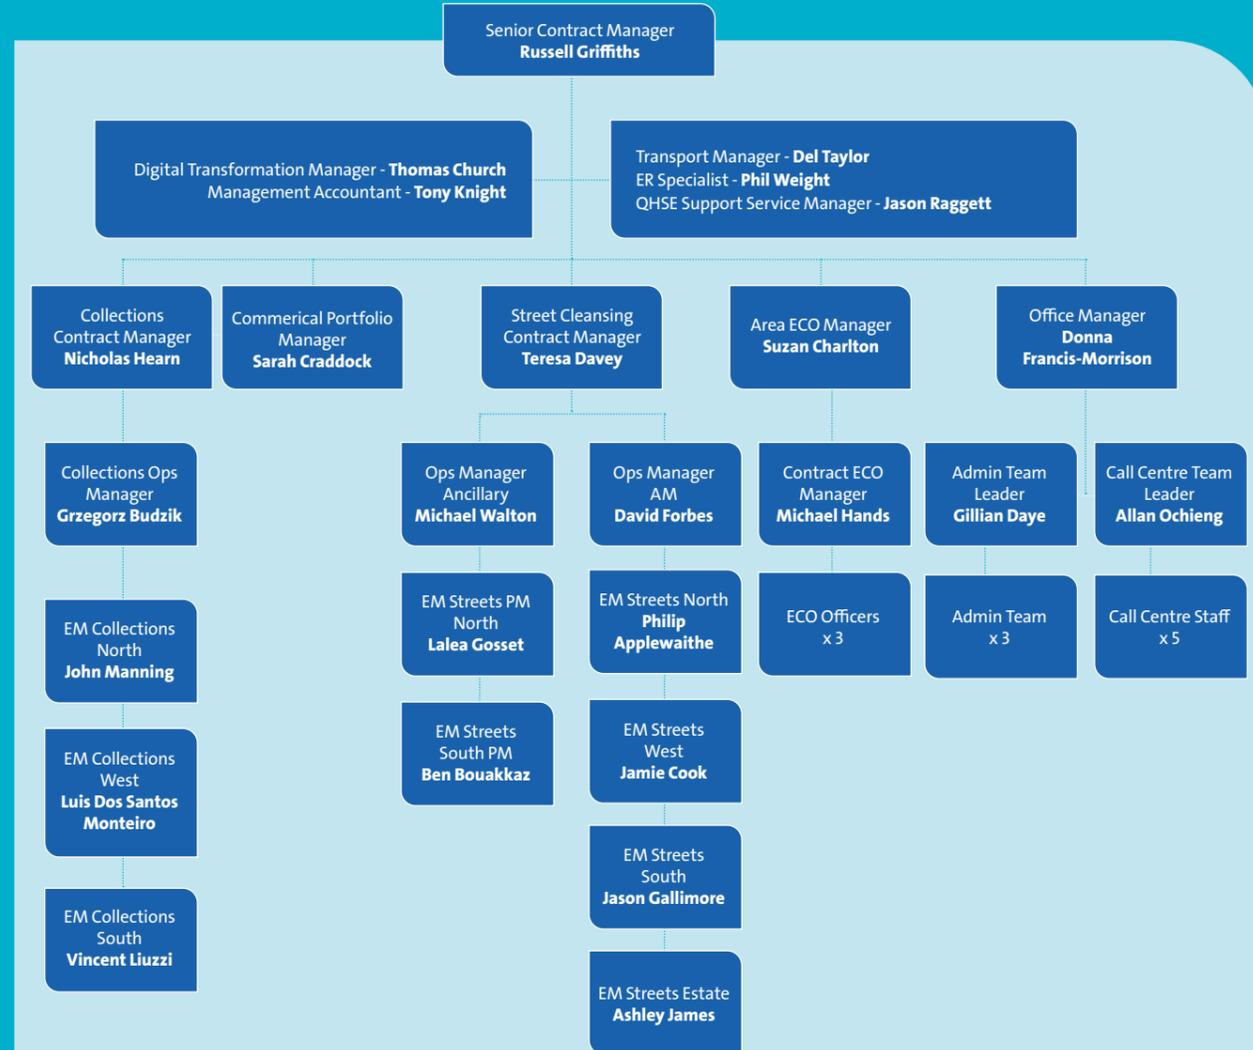 Senior Contract Manager
Russell Griffiths
Digital Transformation Manager - Thomas Church
Management Accountant - Tony Knight
Transport Manager - Del Taylor
ER Specialist - Phil Weight
QHSE Support Service Manager - Jason Raggett
Collections
Contract Manager
Nicholas Hearn
Commerical Portfolio
Manager
Sarah Craddock
Street Cleansing
Contract Manager
Teresa Davey
Area ECO Manager
Suzan Charlton
Office Manager
Donna
Francis-Morrison
Collections Ops
Manager
Grzegorz Budzik
Ops Manager
Ancillary
Michael Walton
Ops Manager
AM
David Forbes
Contract ECO
Manager
Michael Hands
Admin Team
Leader
Gillian Daye
Call Centre Team
Leader
Allan Ochieng
EM Collections
North
John Manning
EM Streets PM
North
Lalea Gosset
EM Streets North
Philip
Applewaithe
ECO Officers
x 3
Admin Team
x 3
Call Centre Staff
x 5
EM Collections
West
Luis Dos Santos
Monteiro
EM Streets
South PM
Ben Bouakkaz
EM Streets
West
Jamie Cook
EM Streets
South
Jason Gallimore
EM Collections
South
Vincent Liuzzi
EM Streets Estate
Ashley James